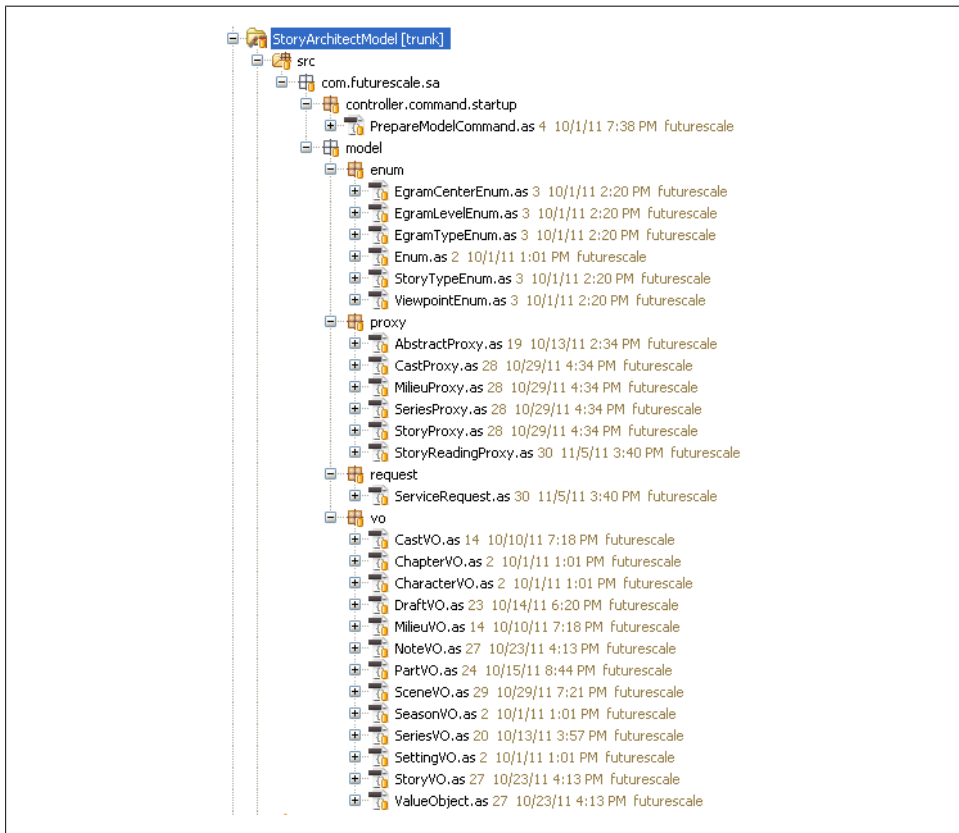 StoryArchitectModel [trunk]
src
com.futurescale.sa
controller.command.startup
PrepareModelCommand.as 4 10/1/11 7:38 PM futurescale
model
enum
EgramCenterEnum.as 3 10/1/11 2:20 PM futurescale
EgramLevelEnum.as 3 10/1/11 2:20 PM futurescale
EgramTypeEnum.as 3 10/1/11 2:20 PM futurescale
Enum.as 2 10/1/11 1:01 PM futurescale
StoryTypeEnum.as 3 10/1/11 2:20 PM futurescale
ViewpointEnum.as 3 10/1/11 2:20 PM futurescale
proxy
AbstractProxy.as 19 10/13/11 2:34 PM futurescale
CastProxy.as 28 10/29/11 4:34 PM futurescale
MilieuProxy.as 28 10/29/11 4:34 PM futurescale
SeriesProxy.as 28 10/29/11 4:34 PM futurescale
StoryProxy.as 28 10/29/11 4:34 PM futurescale
StoryReadingProxy.as 30 11/5/11 3:40 PM futurescale
request
ServiceRequest.as 30 11/5/11 3:40 PM futurescale
vo
CastVO.as 14 10/10/11 7:18 PM futurescale
ChapterVO.as 2 10/1/11 1:01 PM futurescale
CharacterVO.as 2 10/1/11 1:01 PM futurescale
DraftVO.as 23 10/14/11 6:20 PM futurescale
MilieuVO.as 14 10/10/11 7:18 PM futurescale
NoteVO.as 27 10/23/11 4:13 PM futurescale
PartVO.as 24 10/15/11 8:44 PM futurescale
SceneVO.as 29 10/29/11 7:21 PM futurescale
SeasonVO.as 2 10/1/11 1:01 PM futurescale
SeriesVO.as 20 10/13/11 3:57 PM futurescale
SettingVO.as 2 10/1/11 1:01 PM futurescale
StoryVO.as 27 10/23/11 4:13 PM futurescale
ValueObject.as 27 10/23/11 4:13 PM futurescale